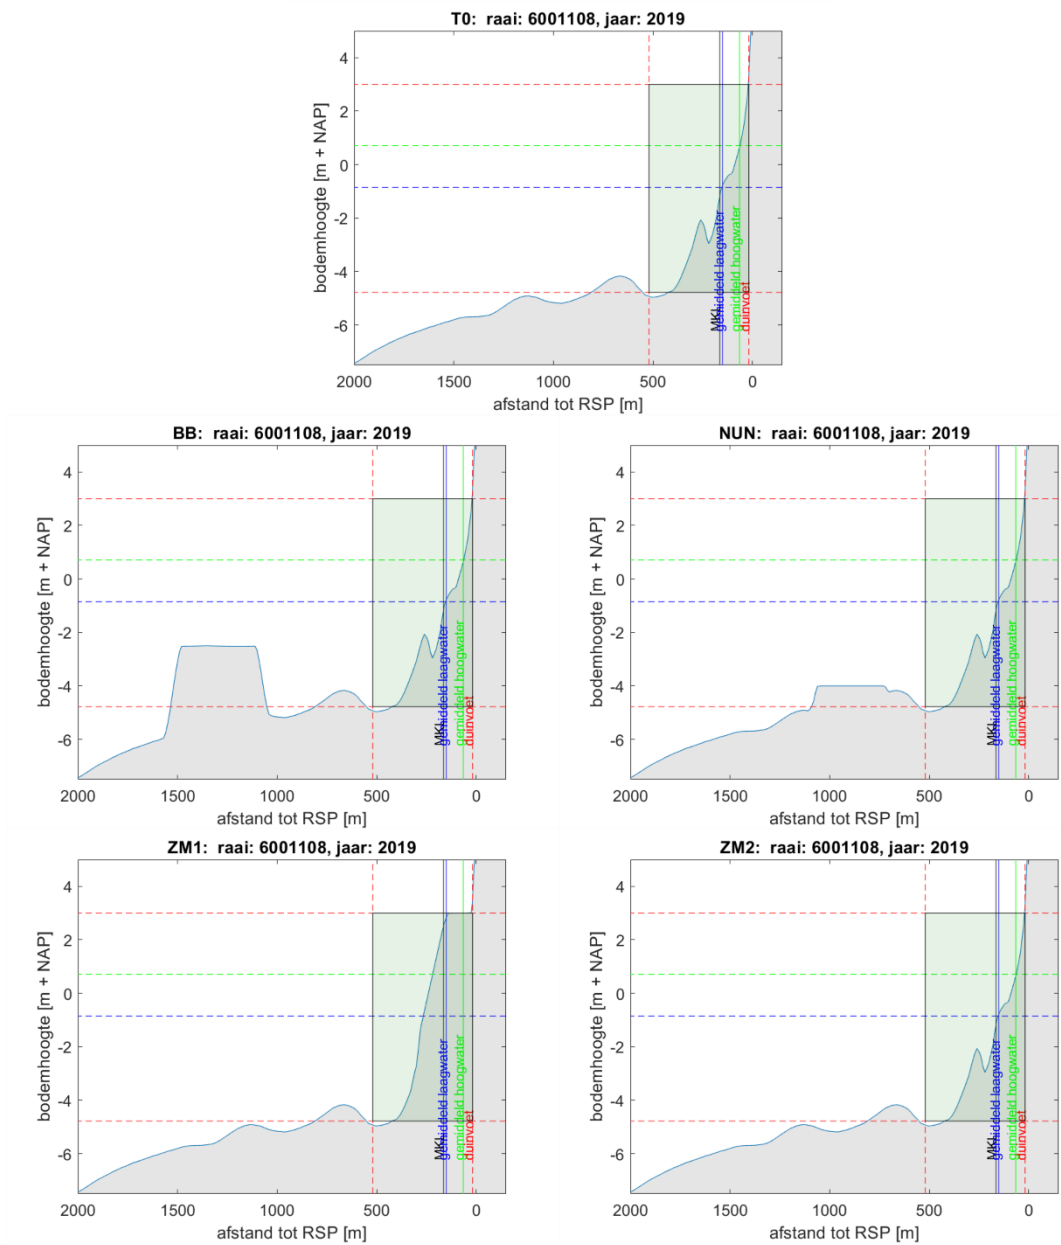 T0: raai: 6001108, jaar: 2019
bodemhoogte [m + NAP]
4
2
0
-2
-4
-6
MKL
gemiddeld laagwater
gemiddeld hoogwater
duinvoet
2000 1500 1000 500 0
afstand tot RSP [m]
BB: raai: 6001108, jaar: 2019
bodemhoogte [m + NAP]
4
2
0
-2
-4
-6
MKL
gemiddeld laagwater
gemiddeld hoogwater
duinvoet
2000 1500 1000 500 0
afstand tot RSP [m]
NUN: raai: 6001108, jaar: 2019
bodemhoogte [m + NAP]
4
2
0
-2
-4
-6
MKL
gemiddeld laagwater
gemiddeld hoogwater
duinvoet
2000 1500 1000 500 0
afstand tot RSP [m]
ZM1: raai: 6001108, jaar: 2019
bodemhoogte [m + NAP]
4
2
0
-2
-4
-6
MKL
gemiddeld laagwater
gemiddeld hoogwater
duinvoet
2000 1500 1000 500 0
afstand tot RSP [m]
ZM2: raai: 6001108, jaar: 2019
bodemhoogte [m + NAP]
4
2
0
-2
-4
-6
MKL
gemiddeld laagwater
gemiddeld hoogwater
duinvoet
2000 1500 1000 500 0
afstand tot RSP [m]